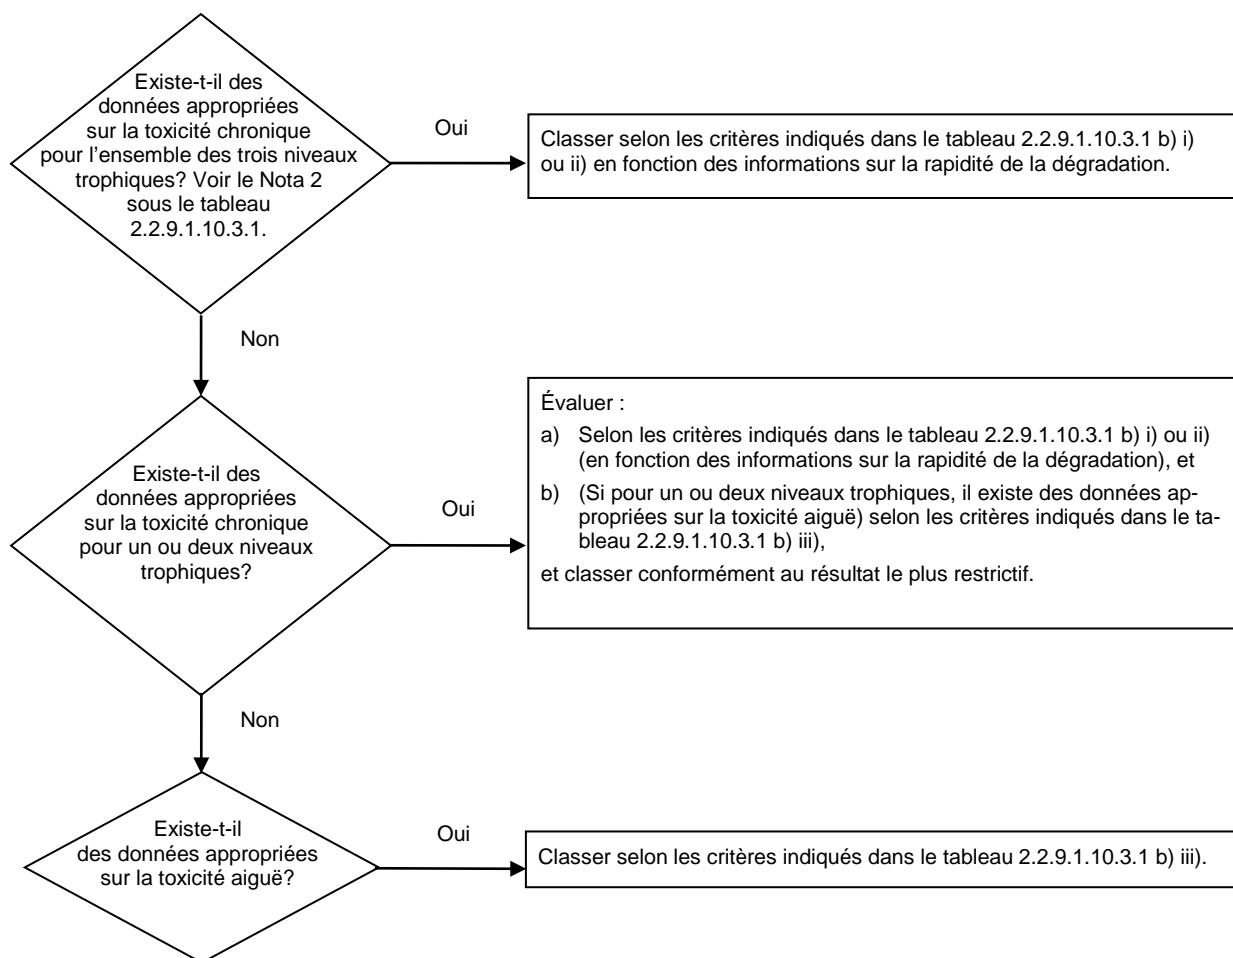 Existe-t-il des
données appropriées
sur la toxicité chronique
pour l'ensemble des trois niveaux
trophiques? Voir le Nota 2
sous le tableau
2.2.9.1.10.3.1.
Oui
Classer selon les critères indiqués dans le tableau 2.2.9.1.10.3.1 b) i)
ou ii) en fonction des informations sur la rapidité de la dégradation.
Non
Existe-t-il des
données appropriées
sur la toxicité chronique
pour un ou deux niveaux
trophiques?
Oui
Évaluer :
a) Selon les critères indiqués dans le tableau 2.2.9.1.10.3.1 b) i) ou ii)
(en fonction des informations sur la rapidité de la dégradation), et
b) (Si pour un ou deux niveaux trophiques, il existe des données ap-
propriées sur la toxicité aiguë) selon les critères indiqués dans le ta-
bleau 2.2.9.1.10.3.1 b) iii),
et classer conformément au résultat le plus restrictif.
Non
Existe-t-il
des données appropriées
sur la toxicité aiguë?
Oui
Classer selon les critères indiqués dans le tableau 2.2.9.1.10.3.1 b) iii).